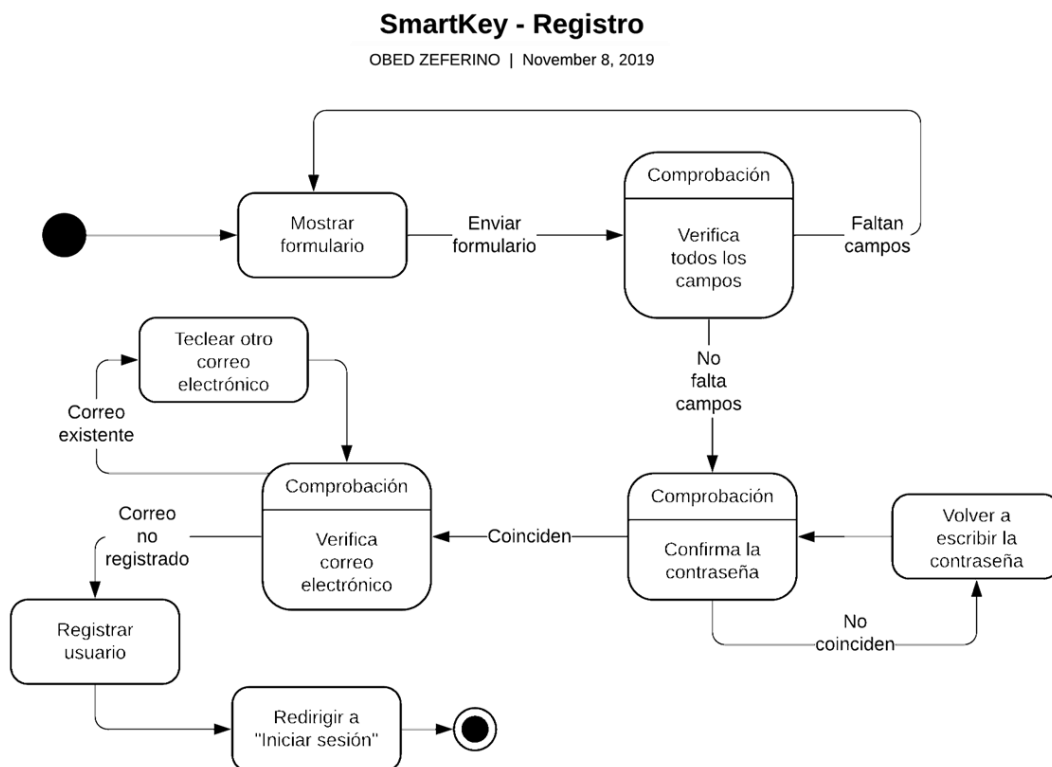 SmartKey - Registro
OBED ZEFERINO | November 8, 2019
Mostrar
formulario
Enviar
formulario
Comprobación
Verifica
todos los
campos
Faltan
campos
No
falta
campos
Teclear otro
correo
electrónico
Correo
existente
Comprobación
Verifica
correo
electrónico
Coinciden
Comprobación
Confirma la
contraseña
Volver a
escribir la
contraseña
No
coinciden
Correo
no
registrado
Registrar
usuario
Redirigir a
"Iniciar sesión"